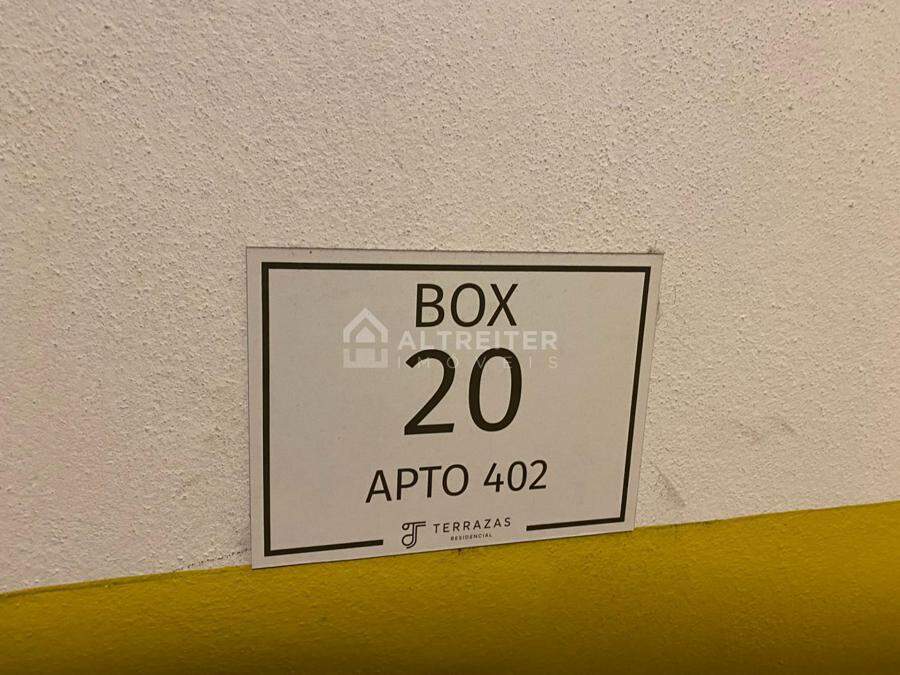 BOX
ALTREITER
IMÓVEIS
20
APTO 402
TERRAZAS
RESIDENCIAL